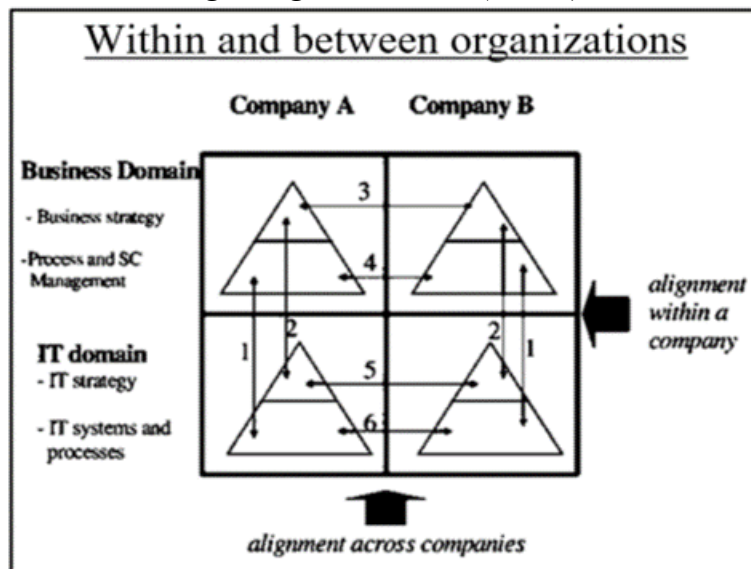 Within and between organizations
Company A
Company B
Business Domain
- Business strategy
-Process and SC
Management
3
4
alignment
within a
company
1
2
2
1
IT domain
- IT strategy
- IT systems and
processes
5
6
alignment across companies